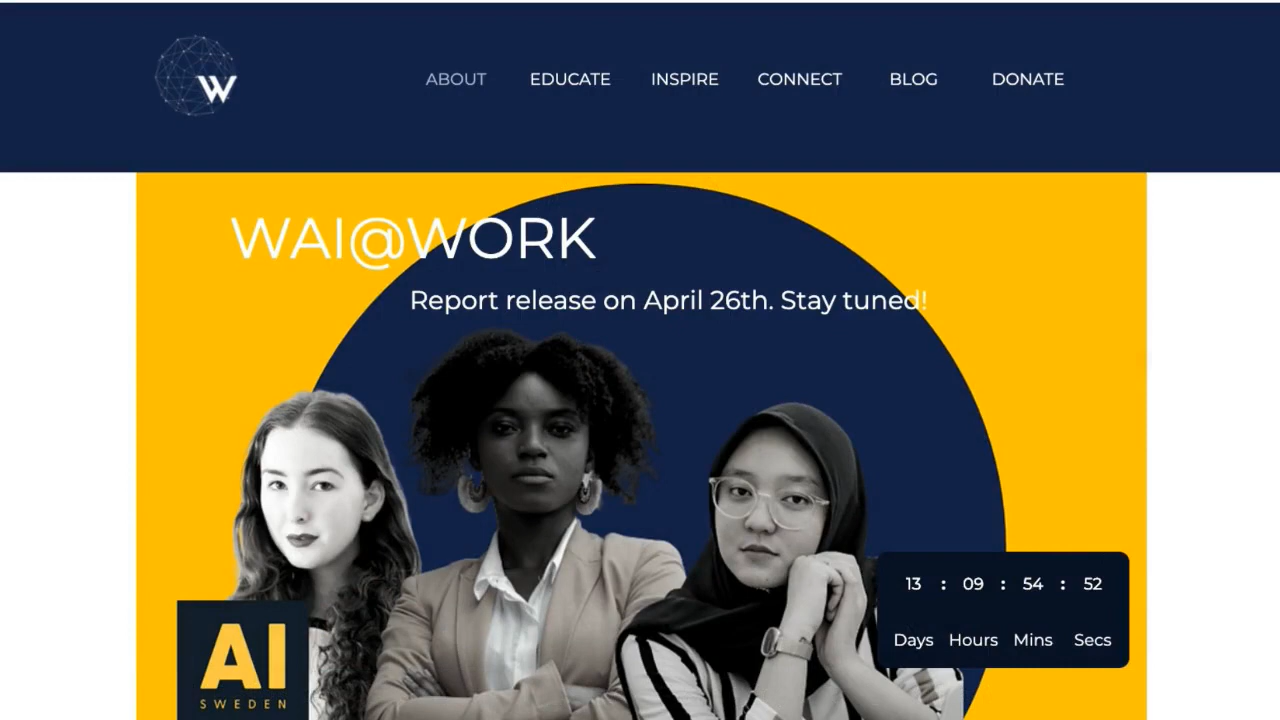 W
ABOUT EDUCATE INSPIRE CONNECT BLOG DONATE
WAI@WORK
Report release on April 26th. Stay tuned!
13 : 09 : 54 : 52
Days Hours Mins Secs
AI
SWEDEN